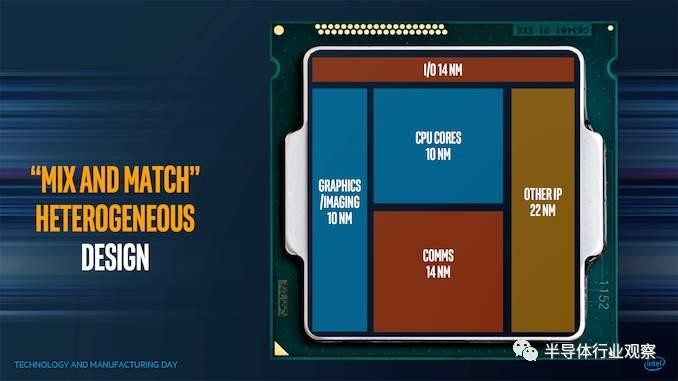 “MIX AND MATCH”
HETEROGENEOUS
DESIGN
I/O 14 NM
GRAPHICS
/IMAGING
10 NM
CPU CORES
10 NM
COMMS
14 NM
OTHER IP
22 NM
1152
TECHNOLOGY AND MANUFACTURING DAY
半导体行业观察
intel